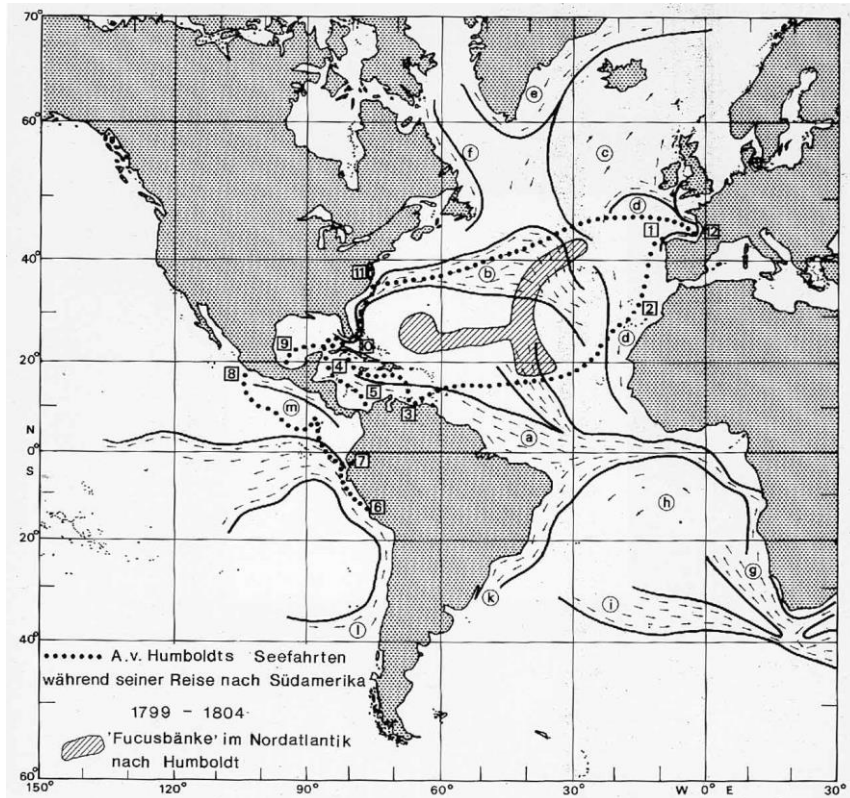 70°
60°
40°
20°
N
0°
S
20°
40°
60°
150°
120°
90°
60°
30°
W 0° E
30°
e
f
c
d
1
12
11
b
2
d
9
10
8
4
5
3
m
a
7
6
h
g
k
i
l
A.v. Humboldts Seefahrten
während seiner Reise nach Südamerika
1799 - 1804
'Fucusbänke' im Nordatlantik
nach Humboldt